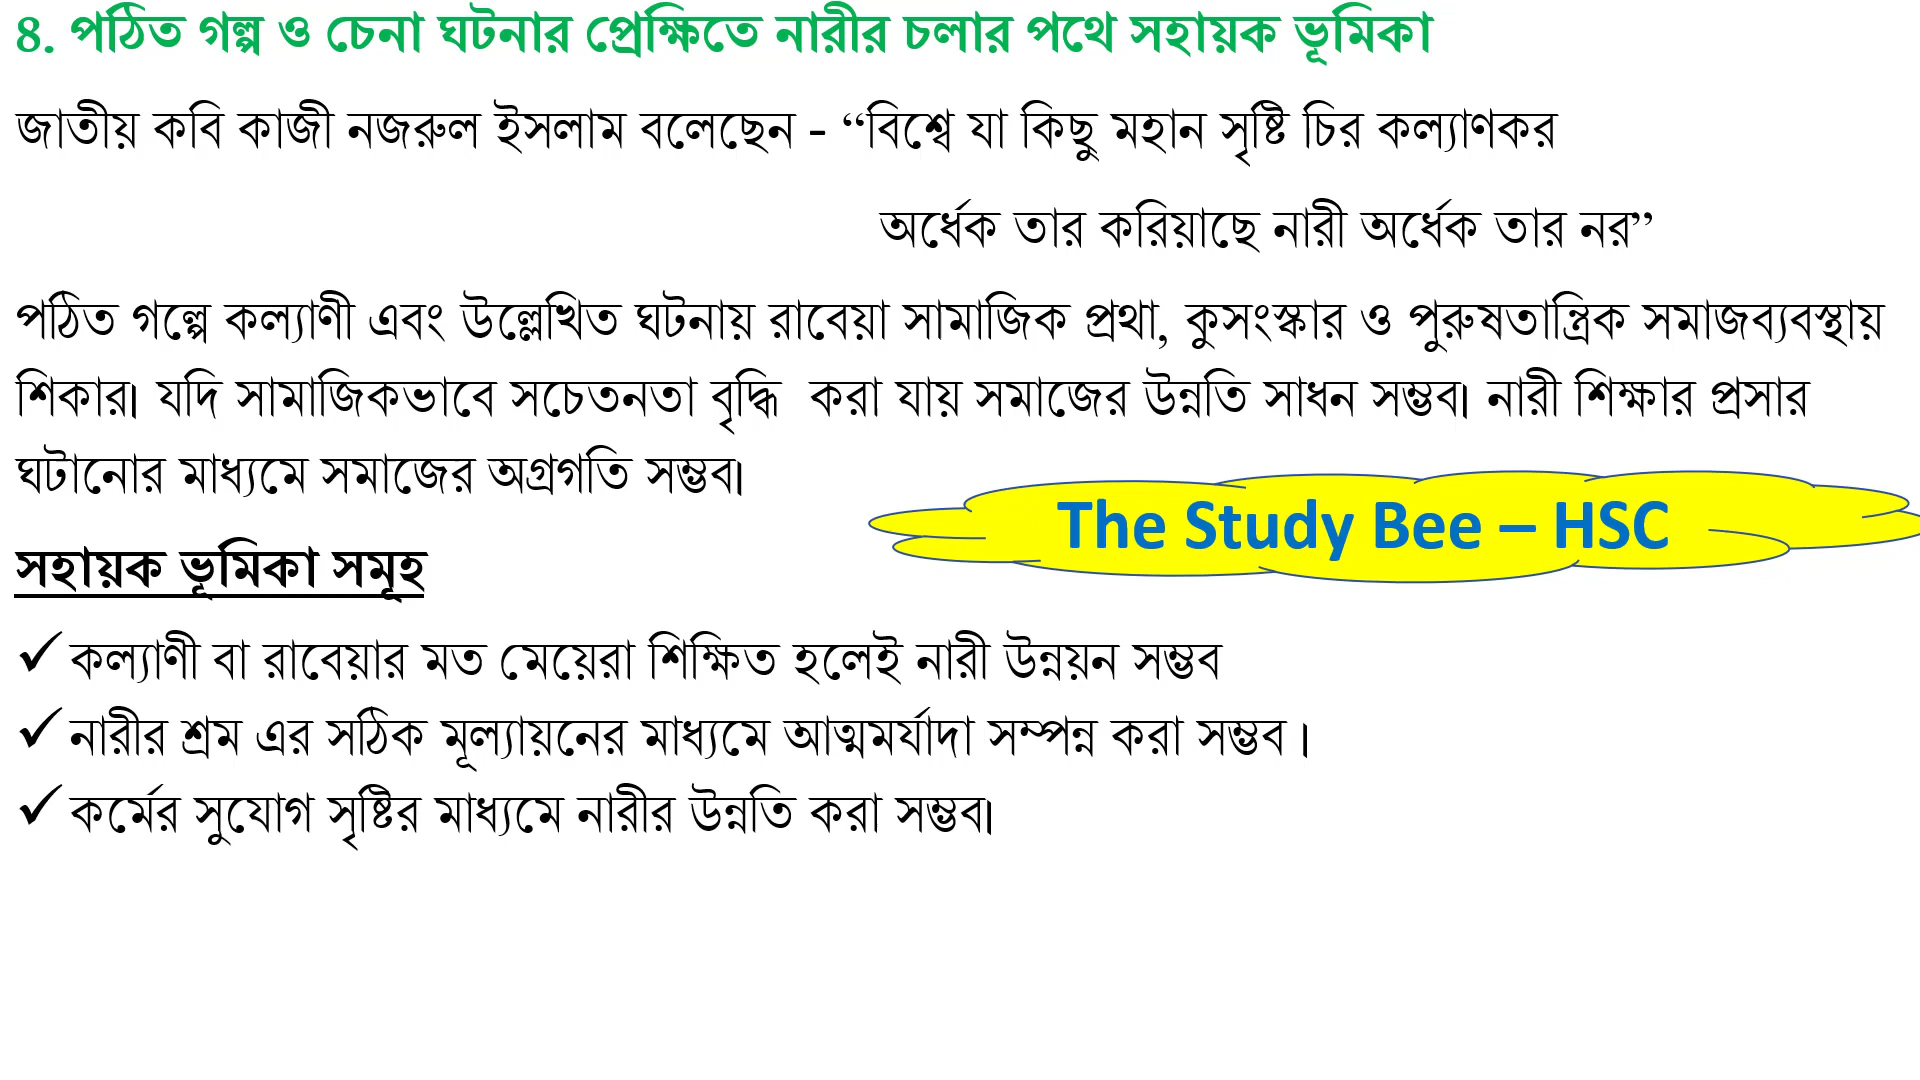 8. পঠিত গল্প ও চেনা ঘটনার প্রেক্ষিতে নারীর চলার পথে সহায়ক ভূমিকা
জাতীয় কবি কাজী নজরুল ইসলাম বলেছেন - “বিশ্বে যা কিছু মহান সৃষ্টি চির কল্যাণকর
অর্ধেক তার করিয়াছে নারী অর্ধেক তার নর”
পঠিত গল্পে কল্যাণী এবং উল্লেখিত ঘটনায় রাবেয়া সামাজিক প্রথা, কুসংস্কার ও পুরুষতান্ত্রিক সমাজব্যবস্থায়
শিকার। যদি সামাজিকভাবে সচেতনতা বৃদ্ধি করা যায় সমাজের উন্নতি সাধন সম্ভব। নারী শিক্ষার প্রসার
ঘটানোর মাধ্যমে সমাজের অগ্রগতি সম্ভব।
The Study Bee – HSC
সহায়ক ভূমিকা সমূহ
✓ কল্যাণী বা রাবেয়ার মত মেয়েরা শিক্ষিত হলেই নারী উন্নয়ন সম্ভব
✓ নারীর শ্রম এর সঠিক মূল্যায়নের মাধ্যমে আত্মমর্যাদা সম্পন্ন করা সম্ভব ।
✓ কর্মের সুযোগ সৃষ্টির মাধ্যমে নারীর উন্নতি করা সম্ভব।